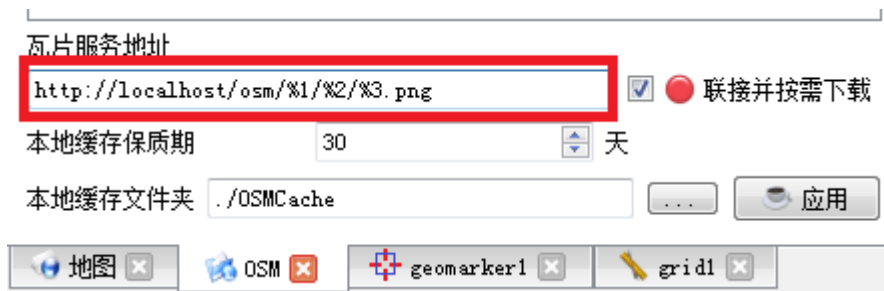 瓦片服务地址
http://localhost/osm/%1/%2/%3.png 联接并按需下载
本地缓存保质期 30 天
本地缓存文件夹 ./OSMCache ... 应用
地图 OSM geomarker1 grid1